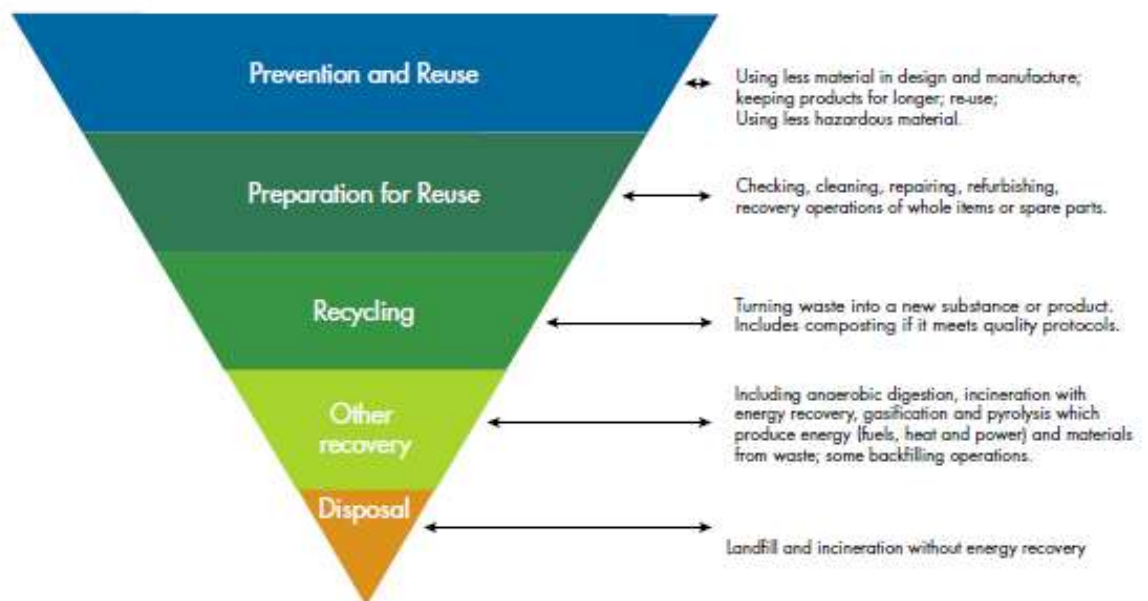 Prevention and Reuse
Using less material in design and manufacture;
keeping products for longer; re-use;
Using less hazardous material.
Preparation for Reuse
Checking, cleaning, repairing, refurbishing,
recovery operations of whole items or spare parts.
Recycling
Turning waste into a new substance or product.
Includes composting if it meets quality protocols.
Other
recovery
Including anaerobic digestion, incineration with
energy recovery, gasification and pyrolysis which
produce energy (fuels, heat and power) and materials
from waste; some backfilling operations.
Disposal
Landfill and incineration without energy recovery